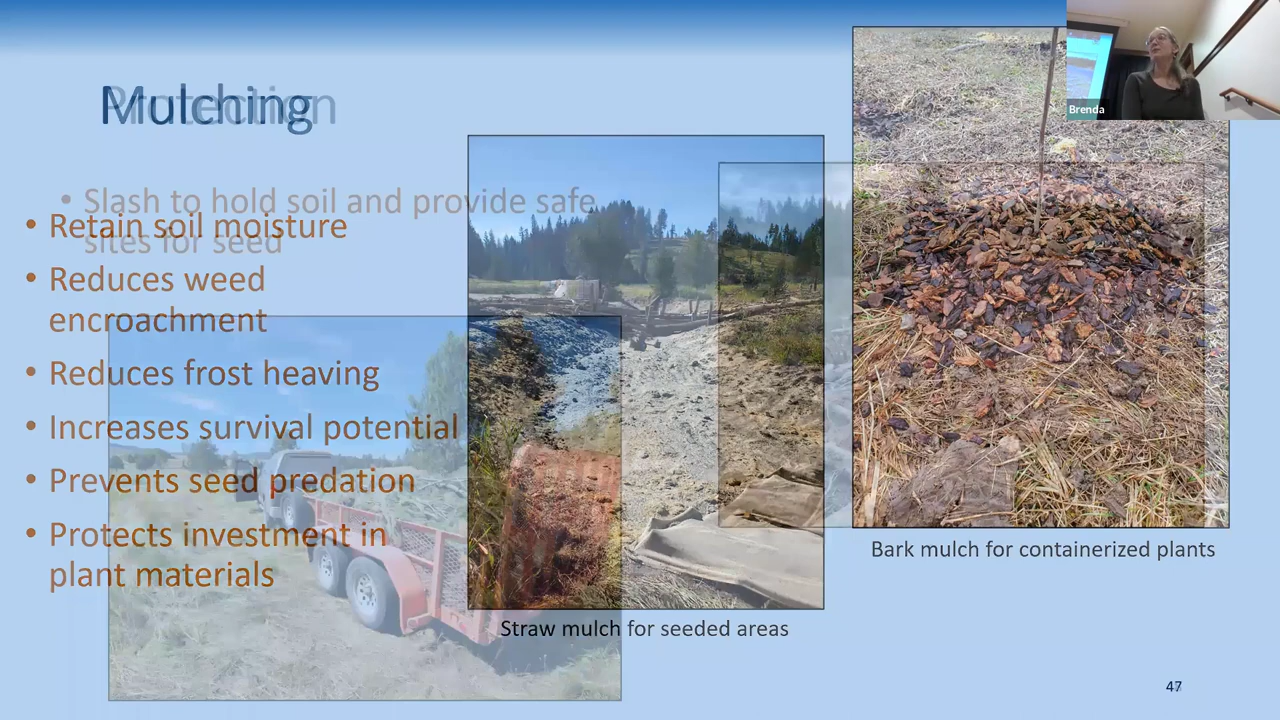 Mulching
Protection
• Slash to hold soil and provide safe
sites for seed
• Retain soil moisture
• Reduces weed
encroachment
• Reduces frost heaving
• Increases survival potential
• Prevents seed predation
• Protects investment in
plant materials
Straw mulch for seeded areas
Bark mulch for containerized plants
Brenda
47